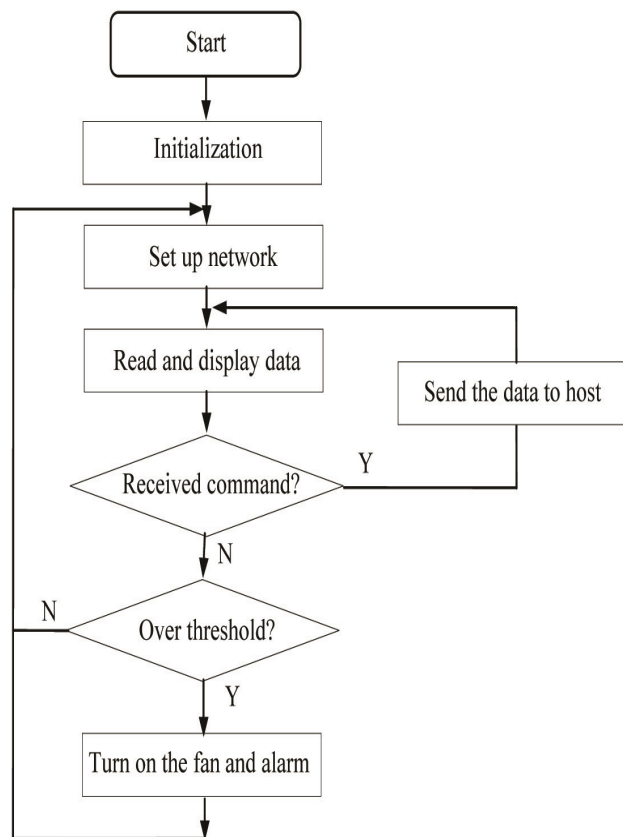 Start
Initialization
Set up network
Read and display data
Send the data to host
Received command?
Y
N
Over threshold?
N
Y
Turn on the fan and alarm